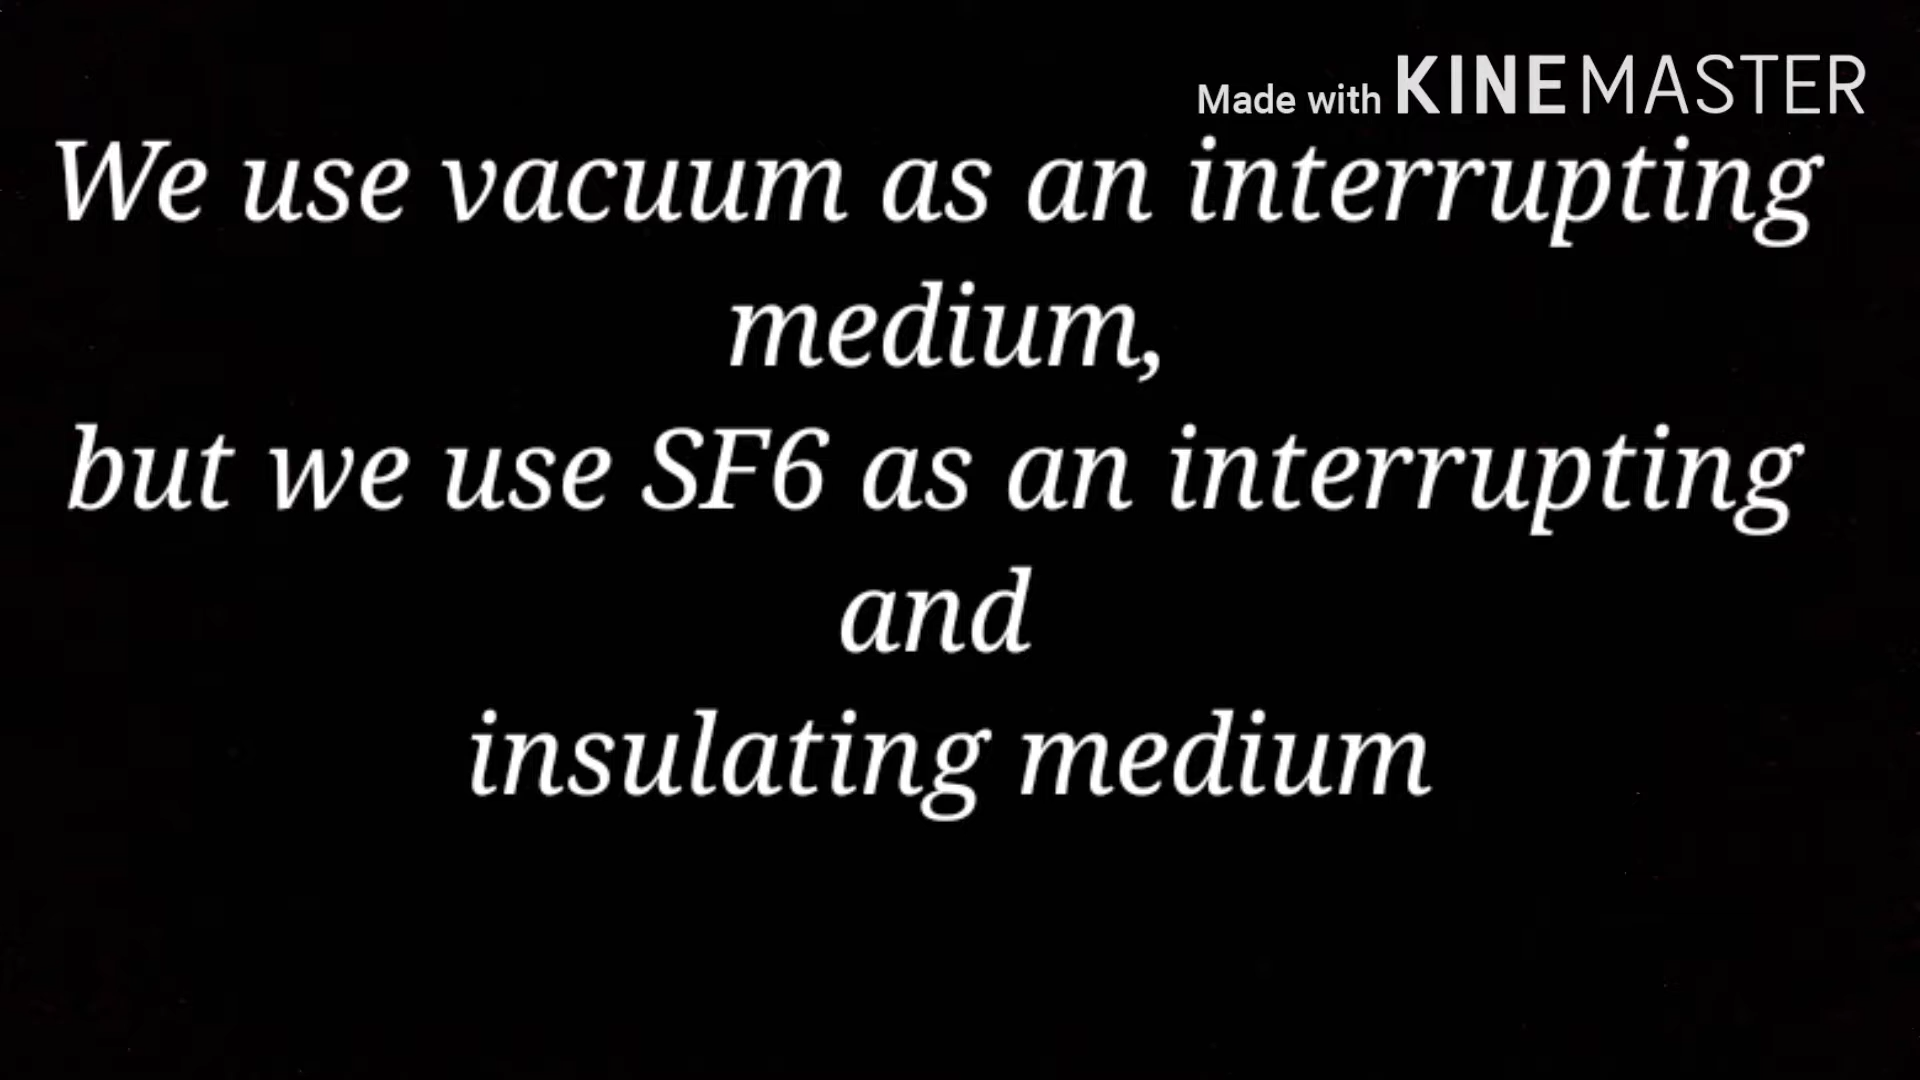 Made with KINEMASTER
We use vacuum as an interrupting
medium,
but we use SF6 as an interrupting
and
insulating medium